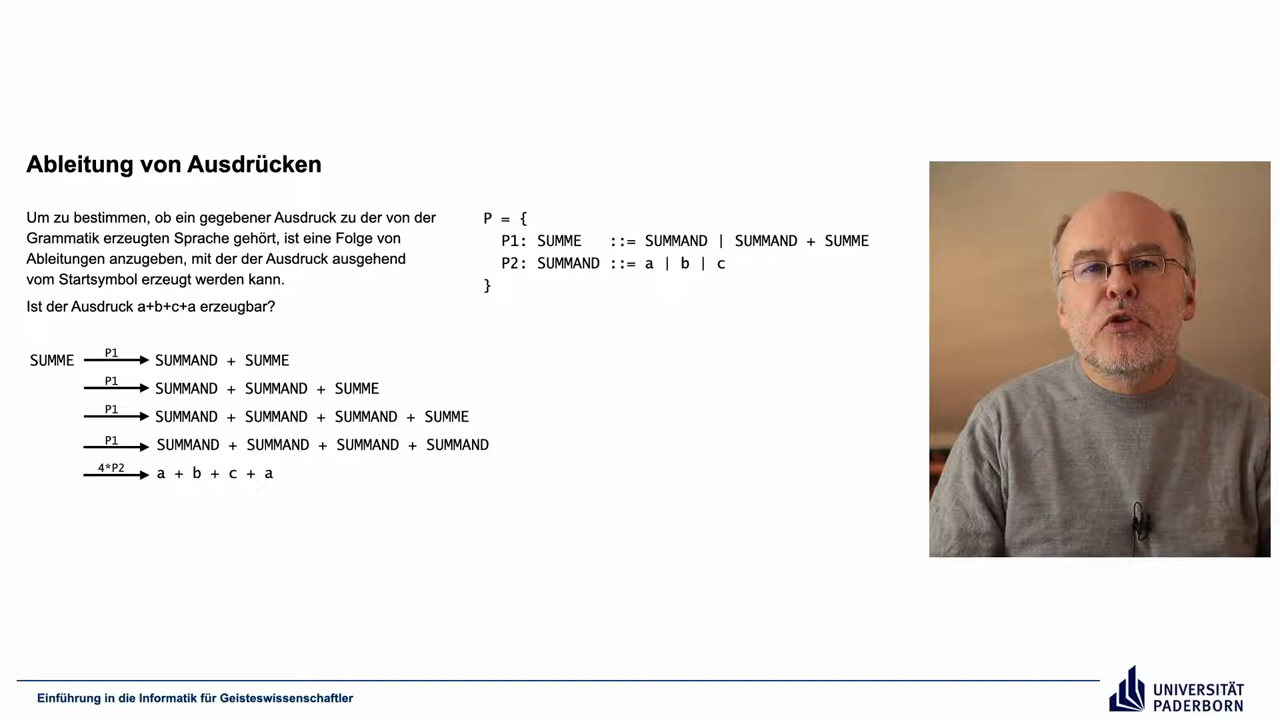 Ableitung von Ausdrücken
Um zu bestimmen, ob ein gegebener Ausdruck zu der von der
Grammatik erzeugten Sprache gehört, ist eine Folge von
Ableitungen anzugeben, mit der der Ausdruck ausgehend
vom Startsymbol erzeugt werden kann.
Ist der Ausdruck a+b+c+a erzeugbar?
P = {
P1: SUMME ::= SUMMAND | SUMMAND + SUMME
P2: SUMMAND ::= a | b | c
}
SUMME P1 SUMMAND + SUMME
P1 SUMMAND + SUMMAND + SUMME
P1 SUMMAND + SUMMAND + SUMMAND + SUMME
P1 SUMMAND + SUMMAND + SUMMAND + SUMMAND
4*P2 a + b + c + a
Einführung in die Informatik für Geisteswissenschaftler
UNIVERSITÄT
PADERBORN